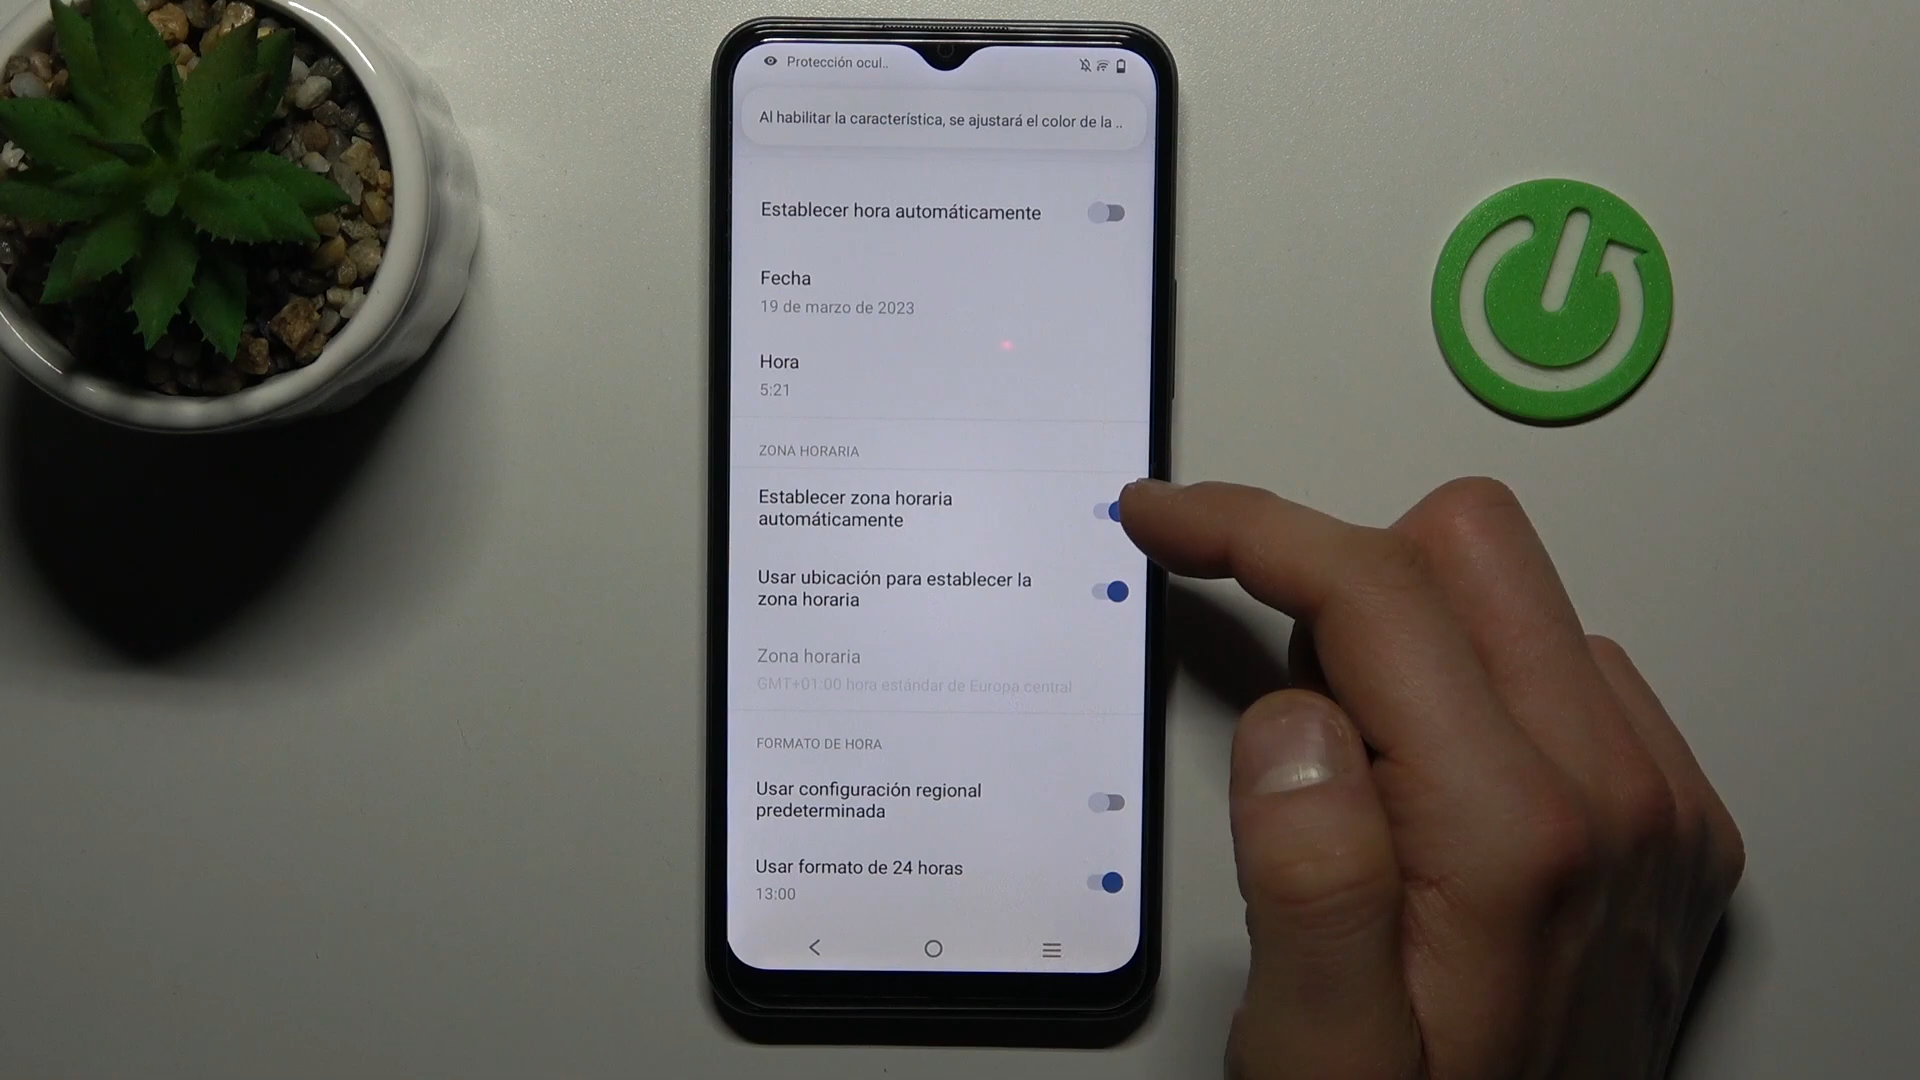 Protección ocul..
Al habilitar la característica, se ajustará el color de la ..
Establecer hora automáticamente
Fecha
19 de marzo de 2023
Hora
5:21
ZONA HORARIA
Establecer zona horaria
automáticamente
Usar ubicación para establecer la
zona horaria
Zona horaria
GMT+01:00 hora estándar de Europa central
FORMATO DE HORA
Usar configuración regional
predeterminada
Usar formato de 24 horas
13:00